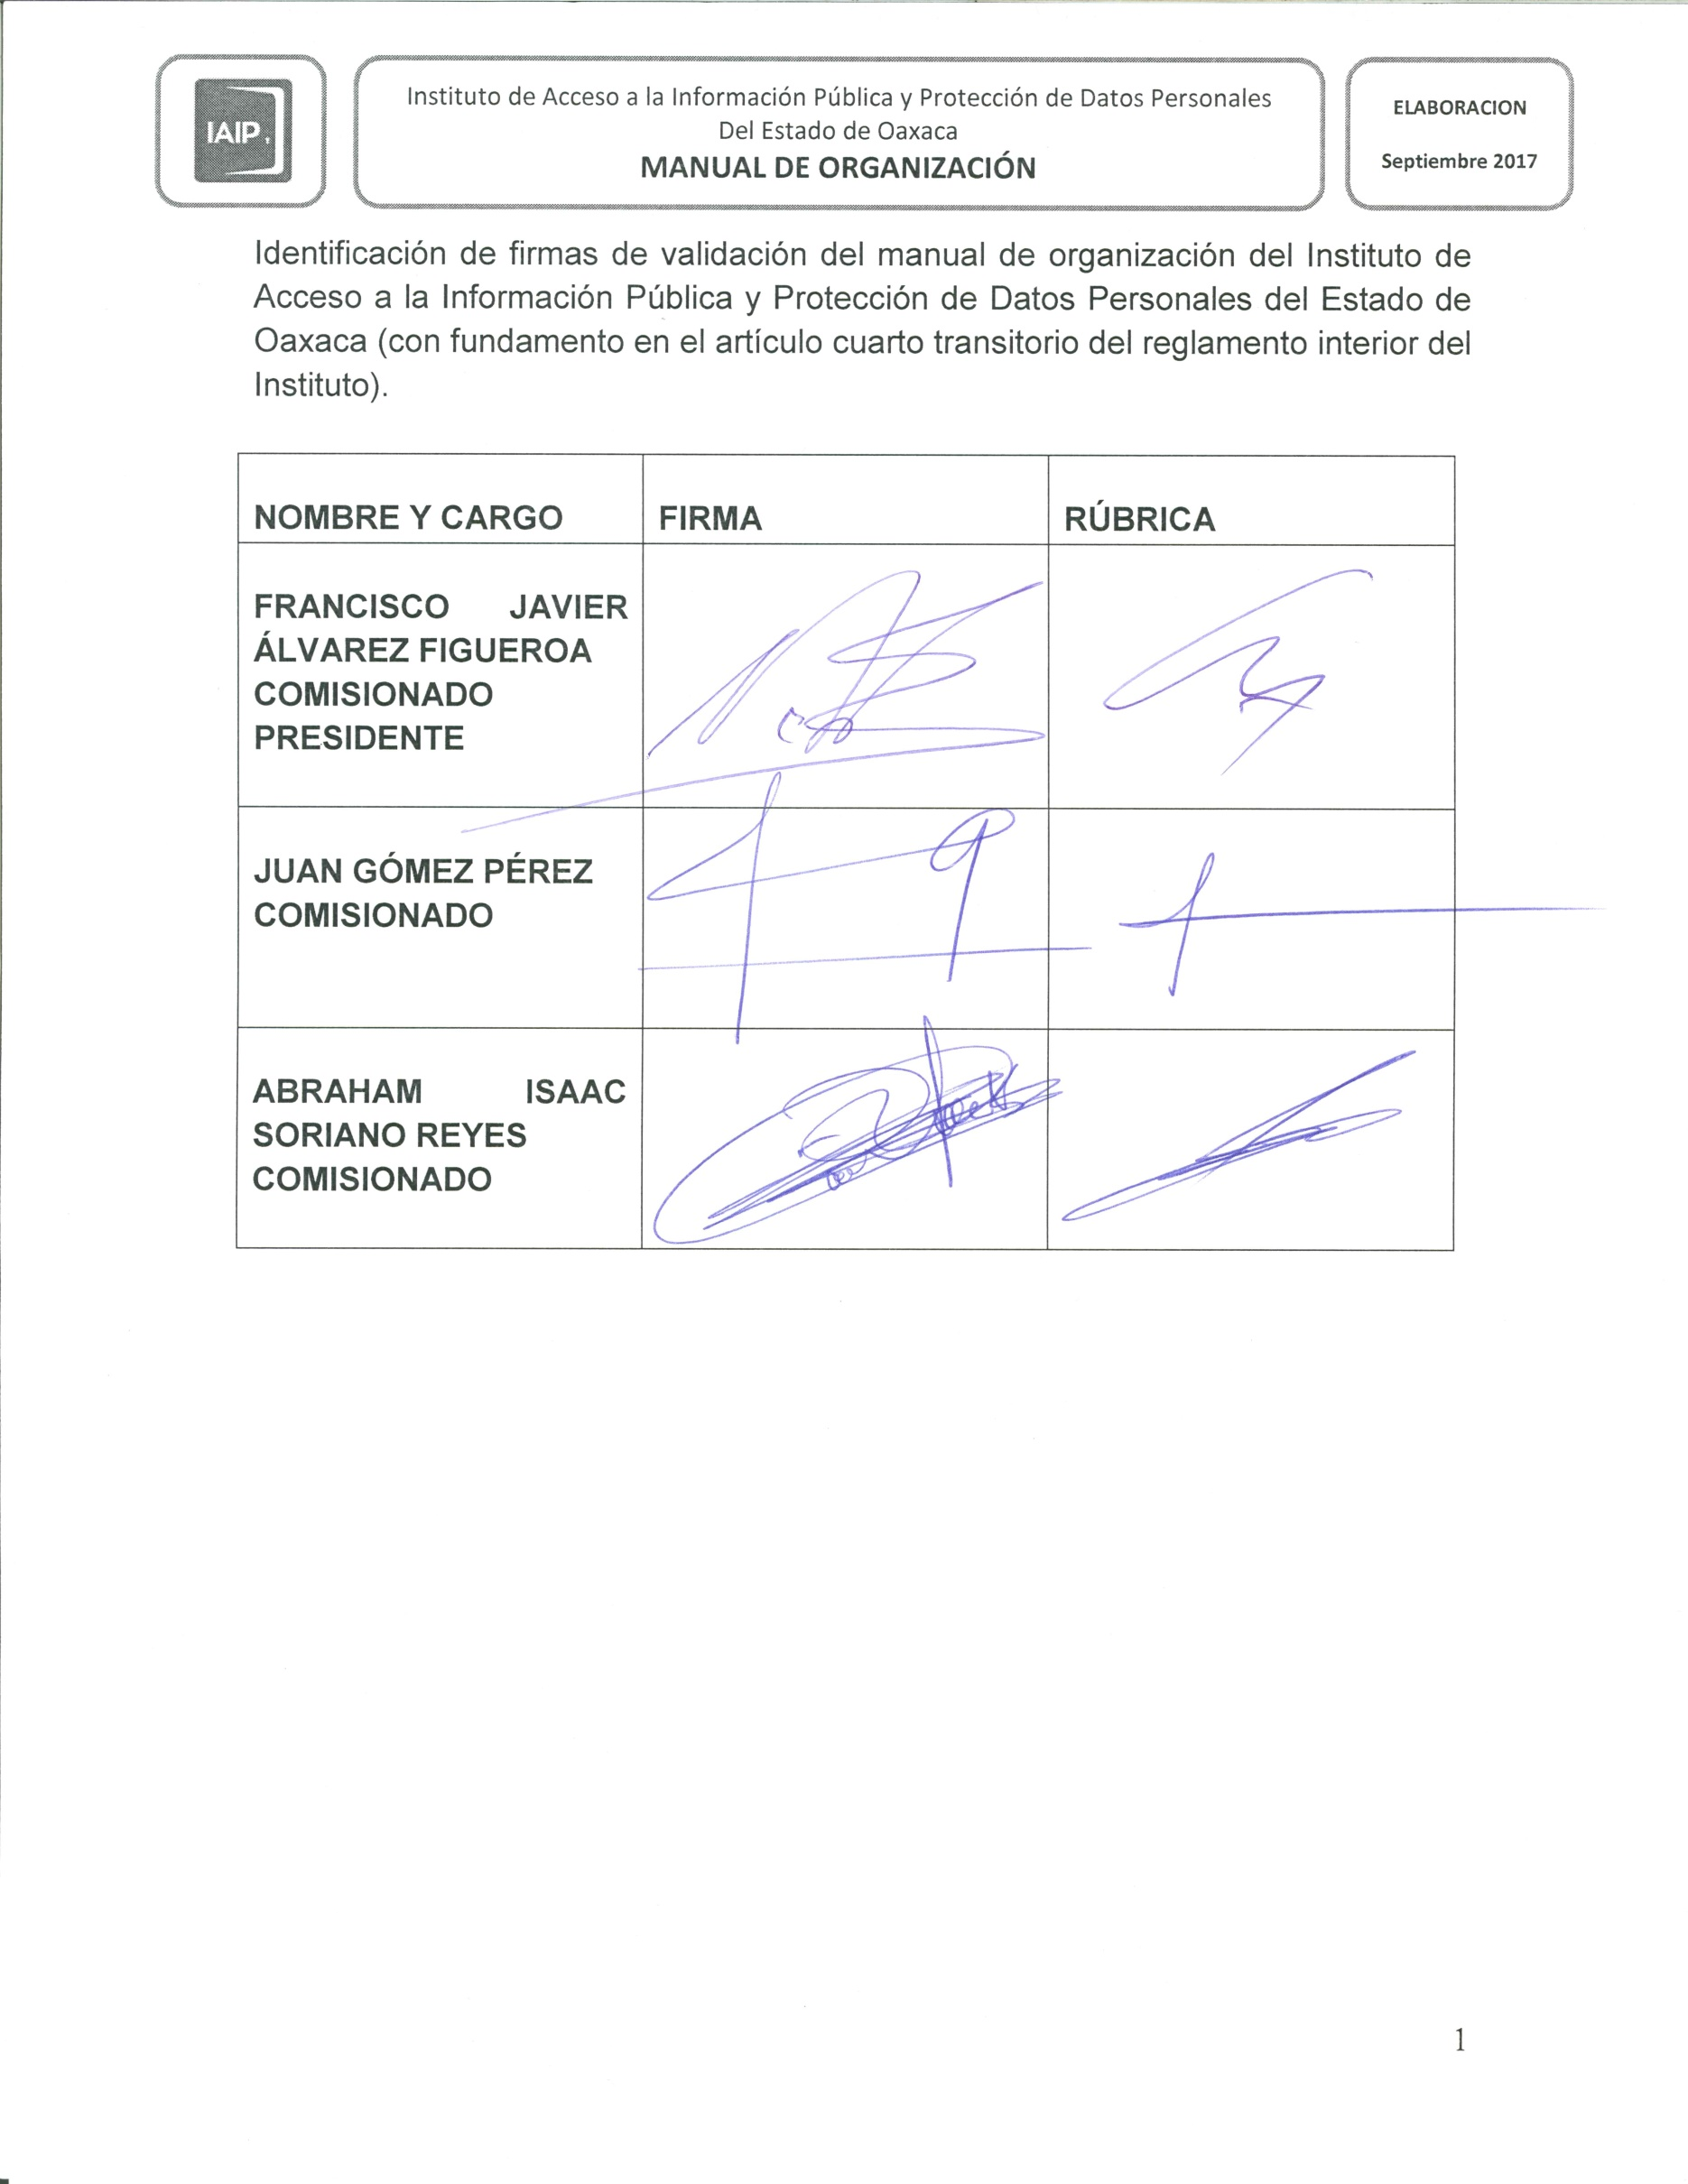 IAIP
Instituto de Acceso a la Información Pública y Protección de Datos Personales
Del Estado de Oaxaca
MANUAL DE ORGANIZACIÓN
ELABORACION
Septiembre 2017
Identificación de firmas de validación del manual de organización del Instituto de
Acceso a la Información Pública y Protección de Datos Personales del Estado de
Oaxaca (con fundamento en el artículo cuarto transitorio del reglamento interior del
Instituto).
NOMBRE Y CARGO FIRMA RÚBRICA
FRANCISCO JAVIER
ÁLVAREZ FIGUEROA
COMISIONADO
PRESIDENTE
JUAN GÓMEZ PÉREZ
COMISIONADO
ABRAHAM ISAAC
SORIANO REYES
COMISIONADO
1